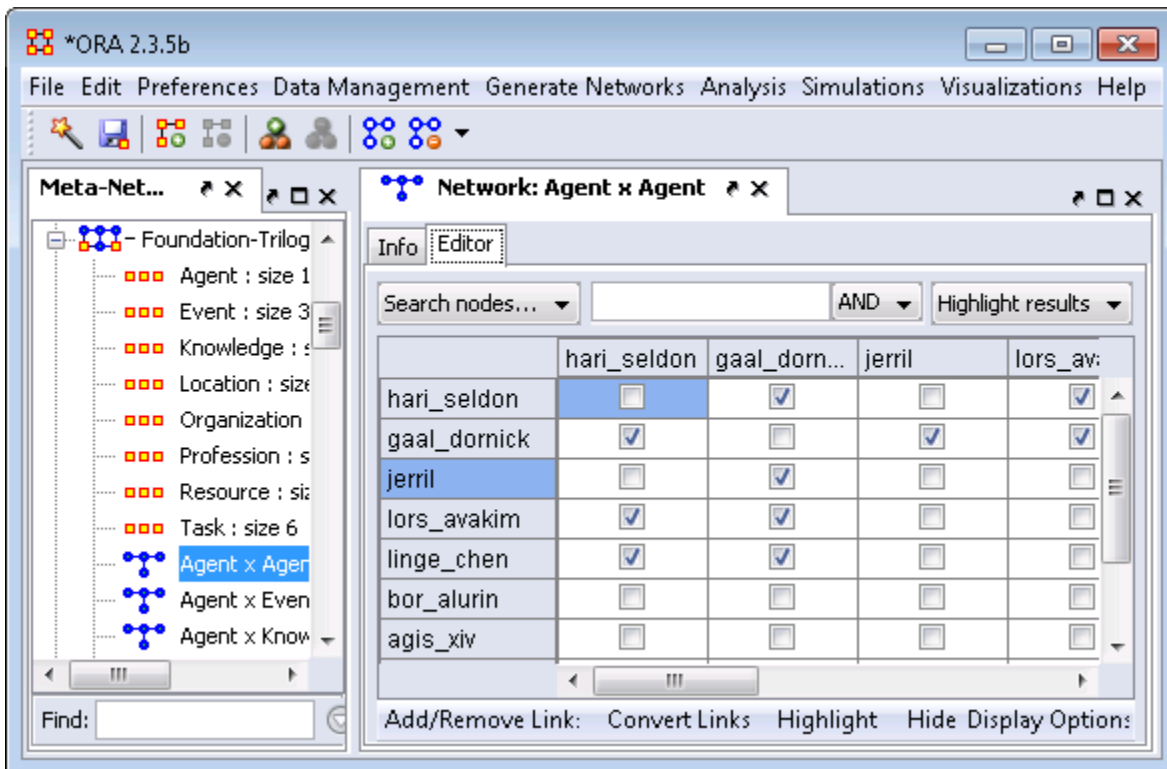 *ORA 2.3.5b
File Edit Preferences Data Management Generate Networks Analysis Simulations Visualizations Help
Meta-Net...
Network: Agent x Agent
Info Editor
Search nodes... AND Highlight results
Foundation-Trilog
Agent : size 1
Event : size 3
Knowledge : s
Location : size
Organization
Profession : s
Resource : siz
Task : size 6
Agent x Agen
Agent x Even
Agent x Know
Find:
hari_seldon gaal_dorn... jerril lors_ava
hari_seldon
gaal_dornick
jerril
lors_avakim
linge_chen
bor_alurin
agis_xiv
Add/Remove Link: Convert Links Highlight Hide Display Options